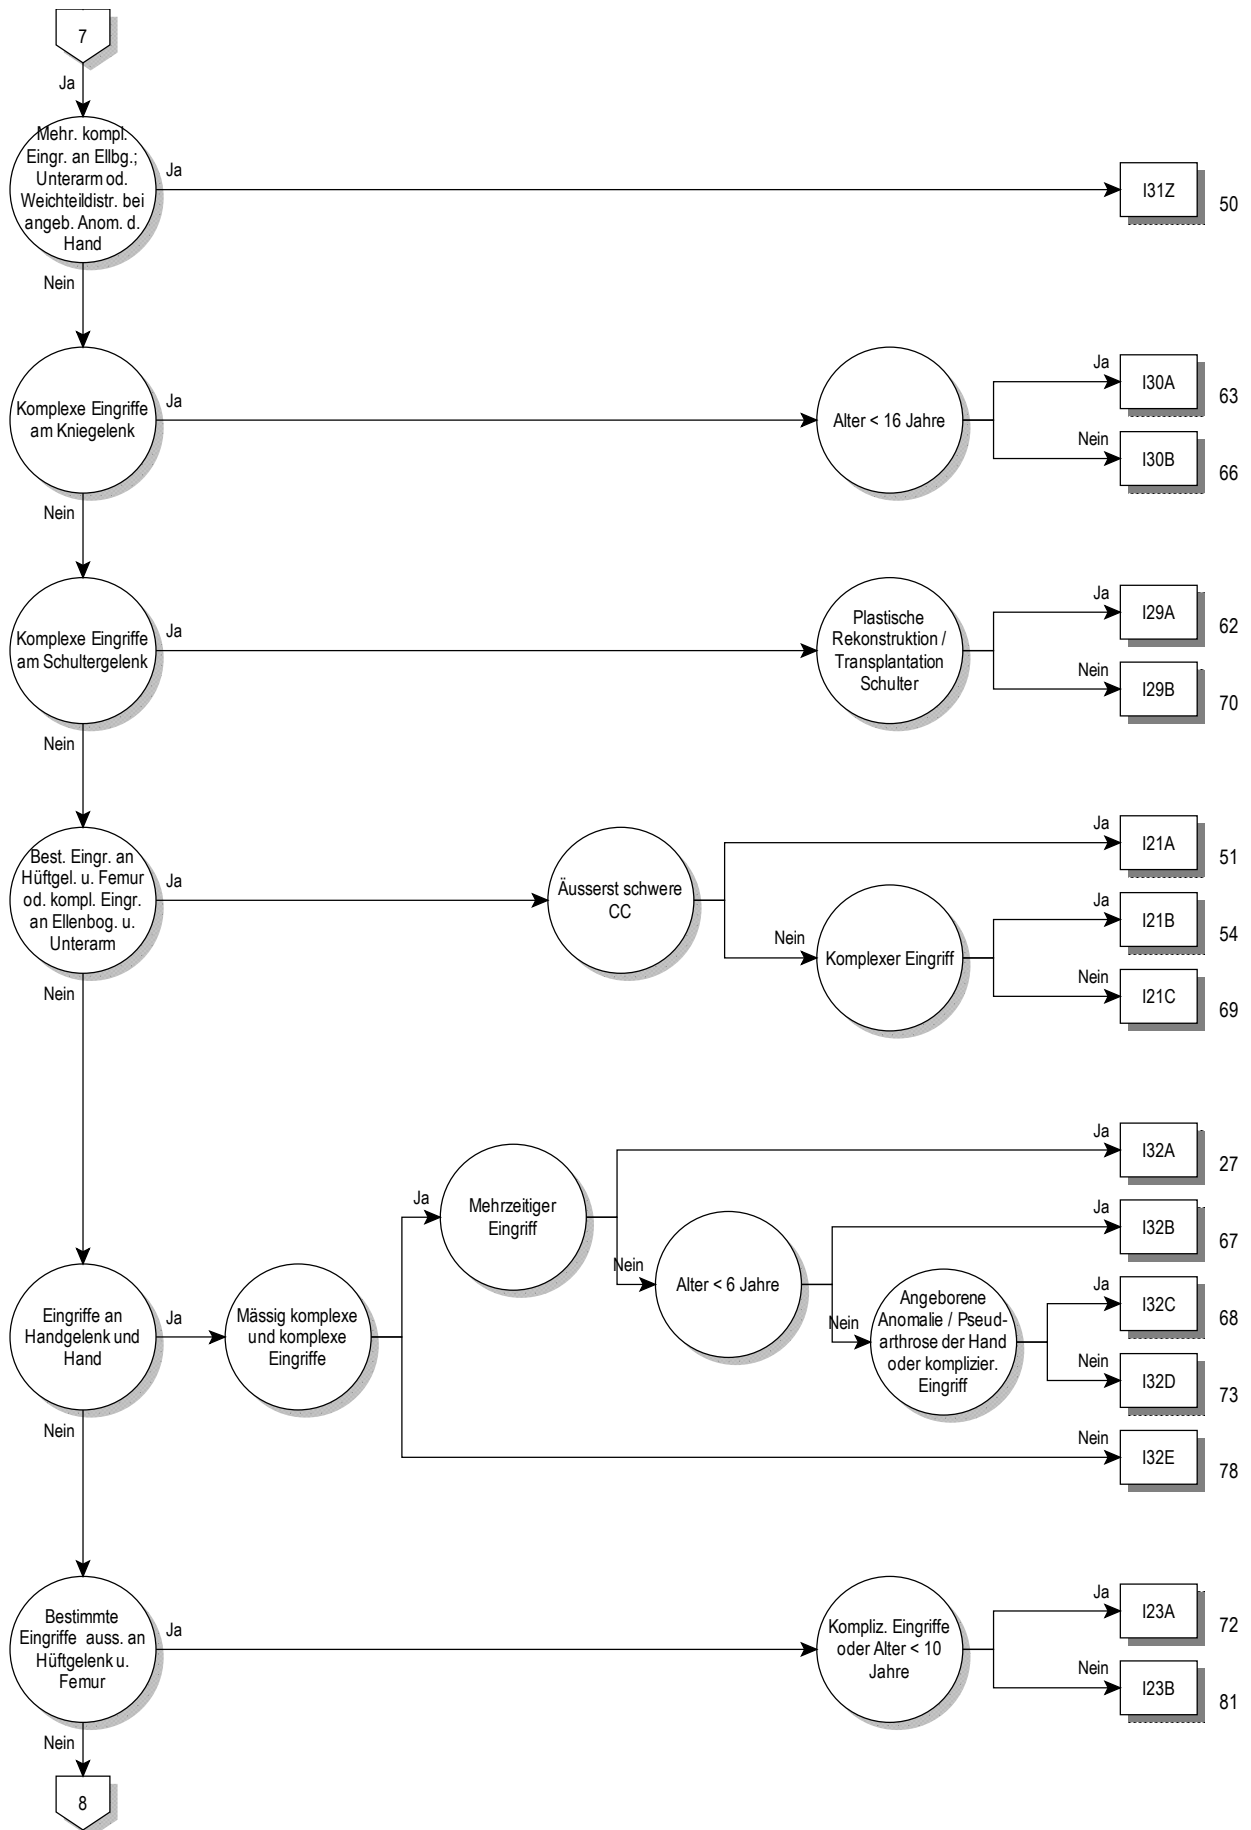 7
Ja
Mehr. kompl.
Eingr. an Ellbg.;
Unterarm od.
Weichteildistr. bei
angeb. Anom. d.
Hand
Ja
I31Z
50
Nein
Komplexe Eingriffe
am Kniegelenk
Ja
Alter < 16 Jahre
Ja
I30A
63
Nein
I30B
66
Nein
Komplexe Eingriffe
am Schultergelenk
Ja
Plastische
Rekonstruktion /
Transplantation
Schulter
Ja
I29A
62
Nein
I29B
70
Nein
Best. Eingr. an
Hüftgel. u. Femur
od. kompl. Eingr.
an Ellenbog. u.
Unterarm
Ja
Äusserst schwere
CC
Ja
I21A
51
Nein
Komplexer Eingriff
Ja
I21B
54
Nein
I21C
69
Nein
Eingriffe an
Handgelenk und
Hand
Ja
Mässig komplexe
und komplexe
Eingriffe
Ja
Mehrzeitiger
Eingriff
Ja
I32A
27
Nein
Alter < 6 Jahre
Ja
I32B
67
Nein
Angeborene
Anomalie / Pseud-
arthrose der Hand
oder komplizier.
Eingriff
Ja
I32C
68
Nein
I32D
73
Nein
I32E
78
Nein
Bestimmte
Eingriffe auss. an
Hüftgelenk u.
Femur
Ja
Kompliz. Eingriffe
oder Alter < 10
Jahre
Ja
I23A
72
Nein
I23B
81
Nein
8